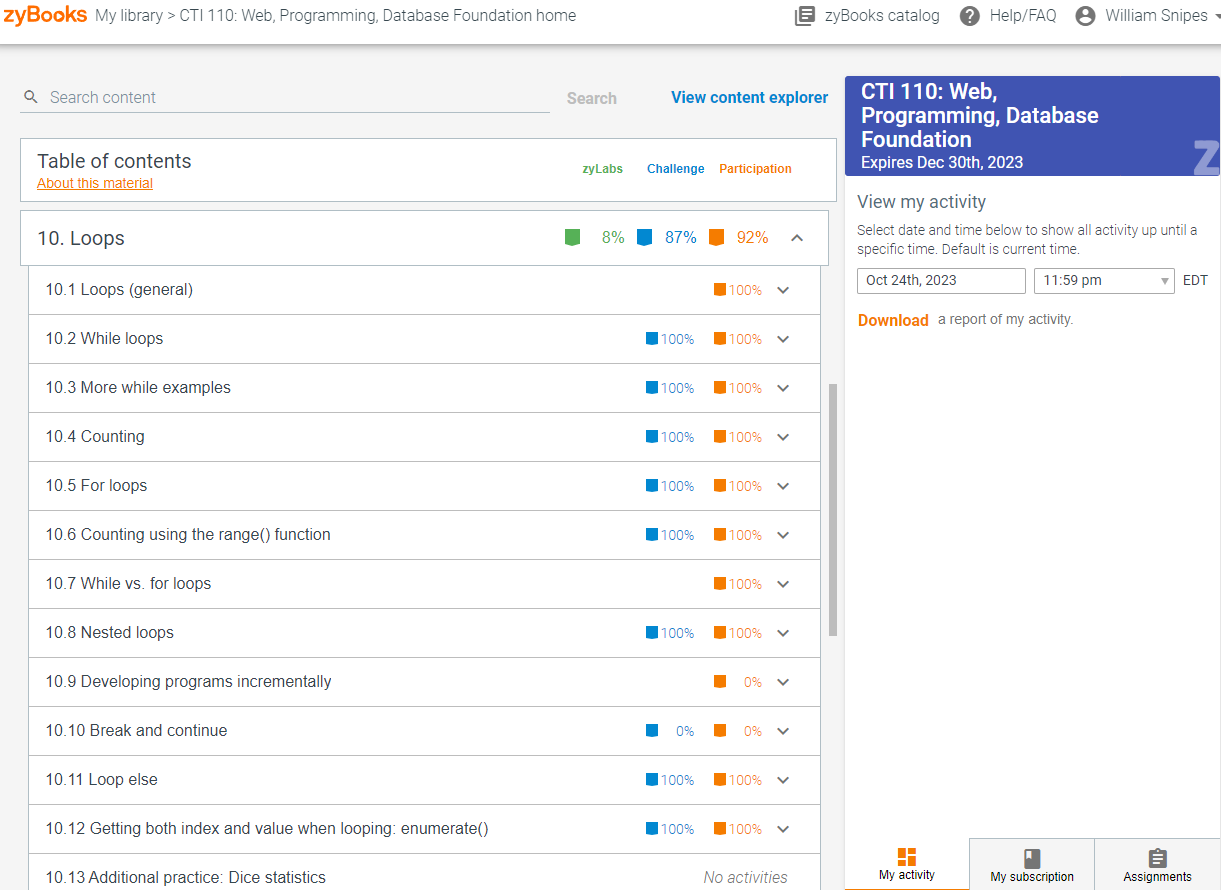 zyBooks My library > CTI 110: Web, Programming, Database Foundation home
zyBooks catalog
Help/FAQ
William Snipes
Search content
Search
View content explorer
Table of contents
About this material
zyLabs Challenge Participation
10. Loops 8% 87% 92%
10.1 Loops (general) 100%
10.2 While loops 100% 100%
10.3 More while examples 100% 100%
10.4 Counting 100% 100%
10.5 For loops 100% 100%
10.6 Counting using the range() function 100% 100%
10.7 While vs. for loops 100%
10.8 Nested loops 100% 100%
10.9 Developing programs incrementally 0%
10.10 Break and continue 0% 0%
10.11 Loop else 100% 100%
10.12 Getting both index and value when looping: enumerate() 100% 100%
10.13 Additional practice: Dice statistics No activities
CTI 110: Web,
Programming, Database
Foundation
Expires Dec 30th, 2023
Z
View my activity
Select date and time below to show all activity up until a
specific time. Default is current time.
Oct 24th, 2023 11:59 pm EDT
Download a report of my activity.
My activity
My subscription
Assignments